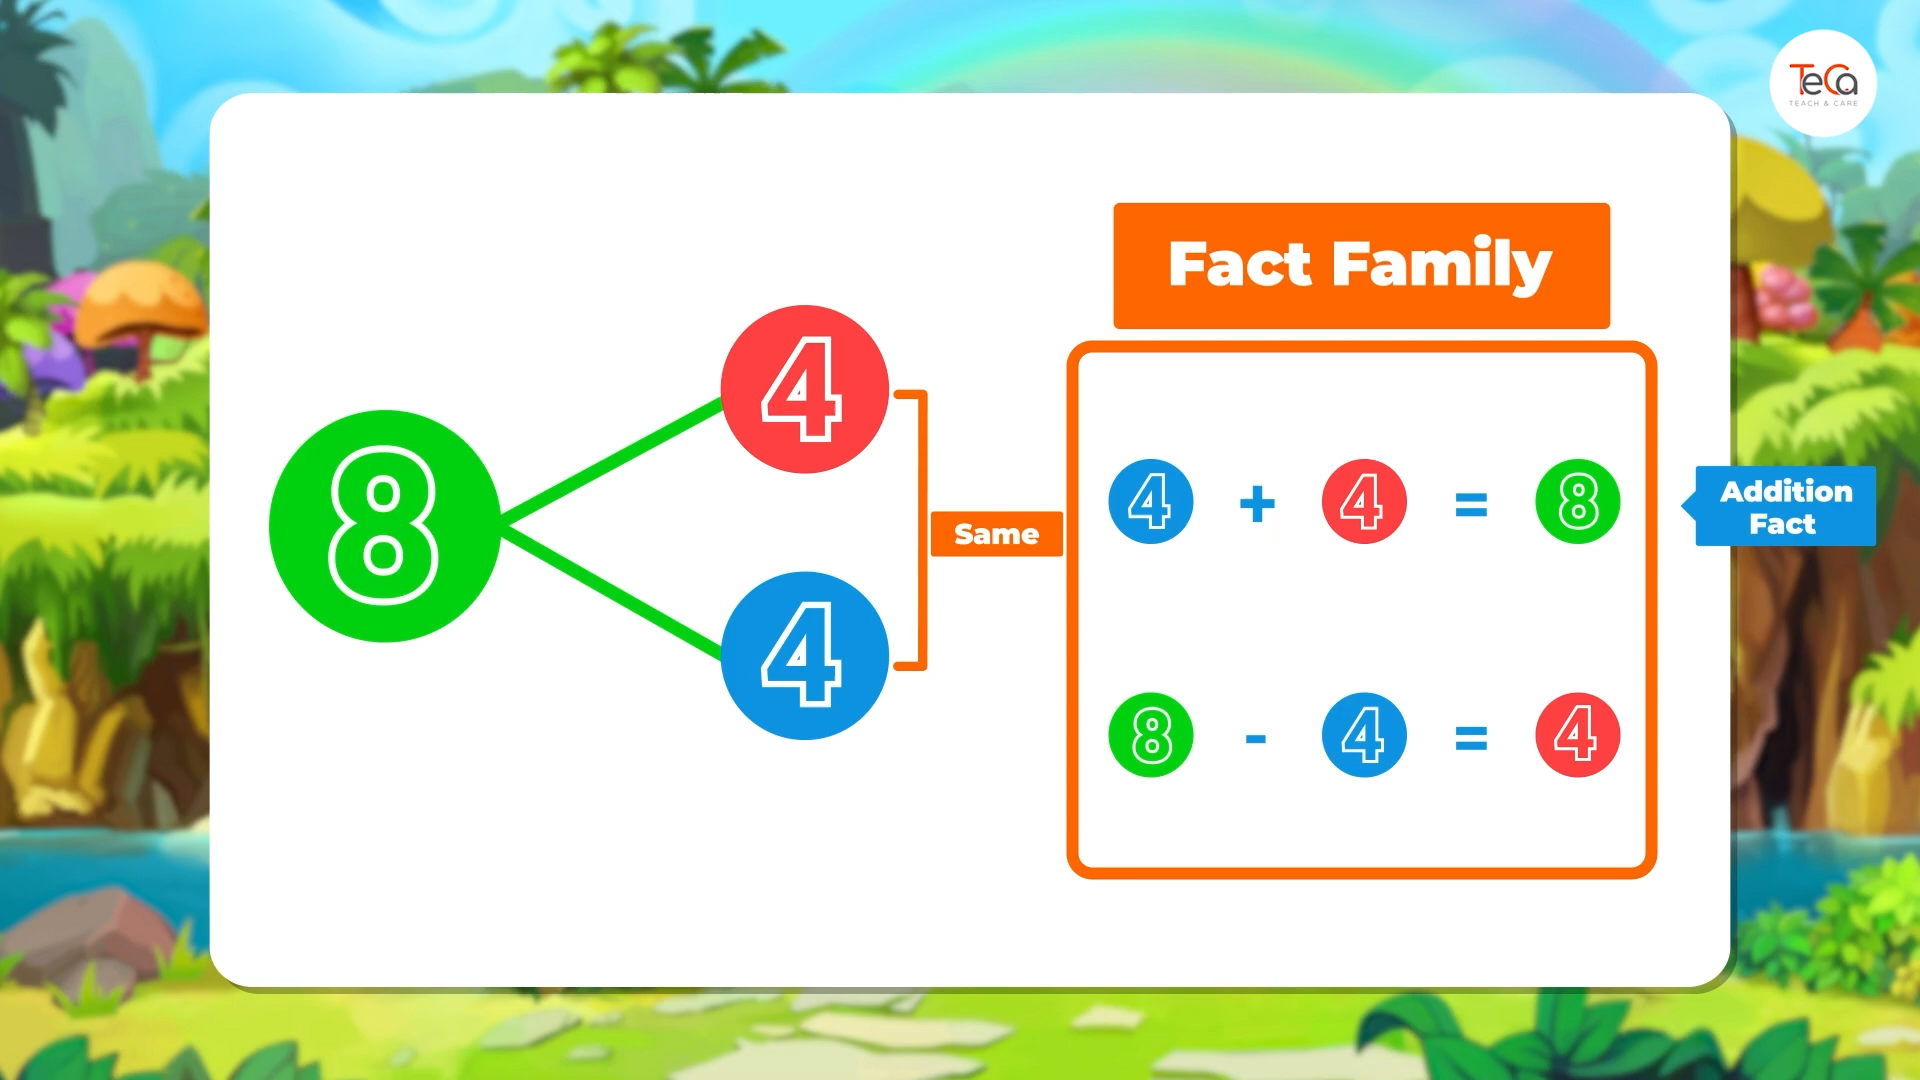 TeCa
TEACH & CARE
Fact Family
8
4
4
Same
4 + 4 = 8
8 - 4 = 4
Addition
Fact